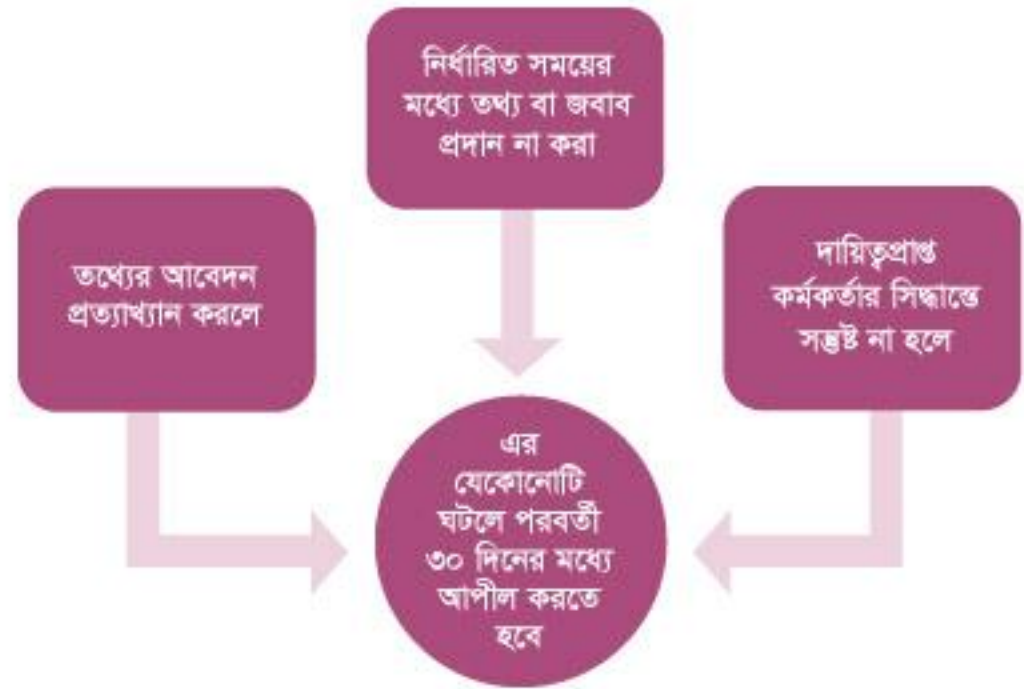 নির্ধারিত সময়ের
মধ্যে তথ্য বা জবাব
প্রদান না করা
তথ্যের আবেদন
প্রত্যাখ্যান করলে
দায়িত্বপ্রাপ্ত
কর্মকর্তার সিদ্ধান্তে
সন্তুষ্ট না হলে
এর
যেকোনোটি
ঘটলে পরবর্তী
৩০ দিনের মধ্যে
আপীল করতে
হবে